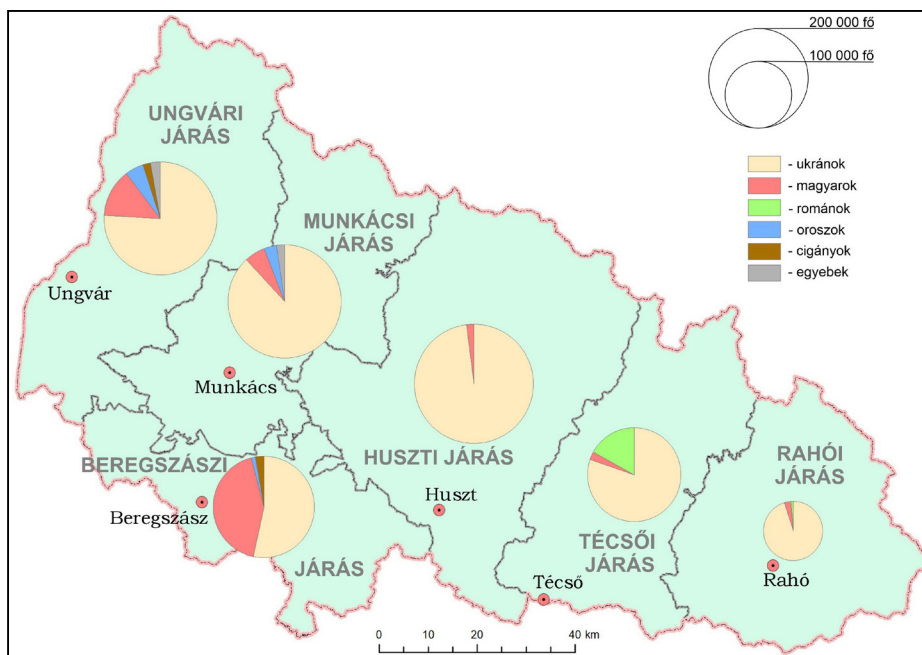 200 000 fő
100 000 fő
UNGVÁRI
JÁRÁS
- ukránok
- magyarok
- románok
- oroszok
- cigányok
- egyebek
MUNKÁCSI
JÁRÁS
Ungvár
Munkács
BEREGSZÁSZI
HUSZTI JÁRÁS
RAHÓI
JÁRÁS
Beregszász
Huszt
TÉCSŐI
JÁRÁS
JÁRÁS
Técső
Rahó
0 10 20 40 km